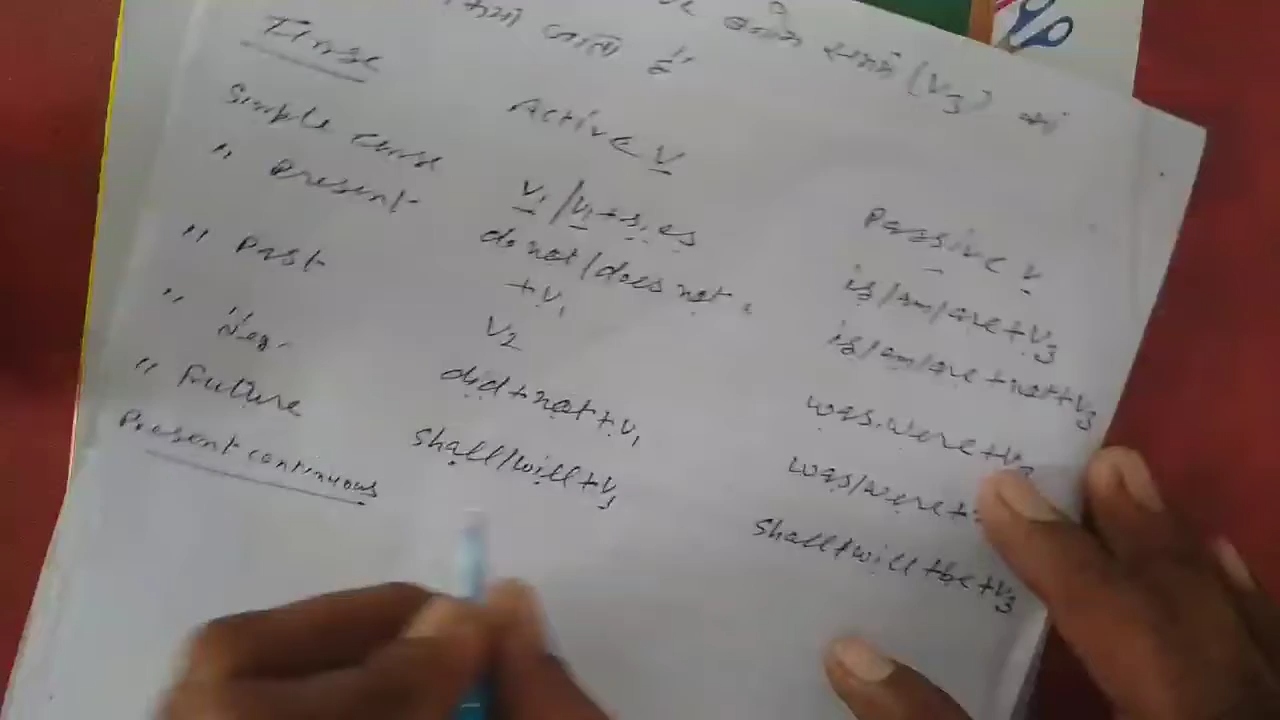 वर्ब (V3) का
जाता है
Tense
Active V
Passive V
Simple
" Present
V1/V1+s, es
is/am/are+V3
do not/does not
+V1
is/am/are+not+V3
" Past
V2
was.were+V3
" Neg.
did+not+V1
was/were+
" Future
shall/will+V1
shall+will+be+V3
Present continuous